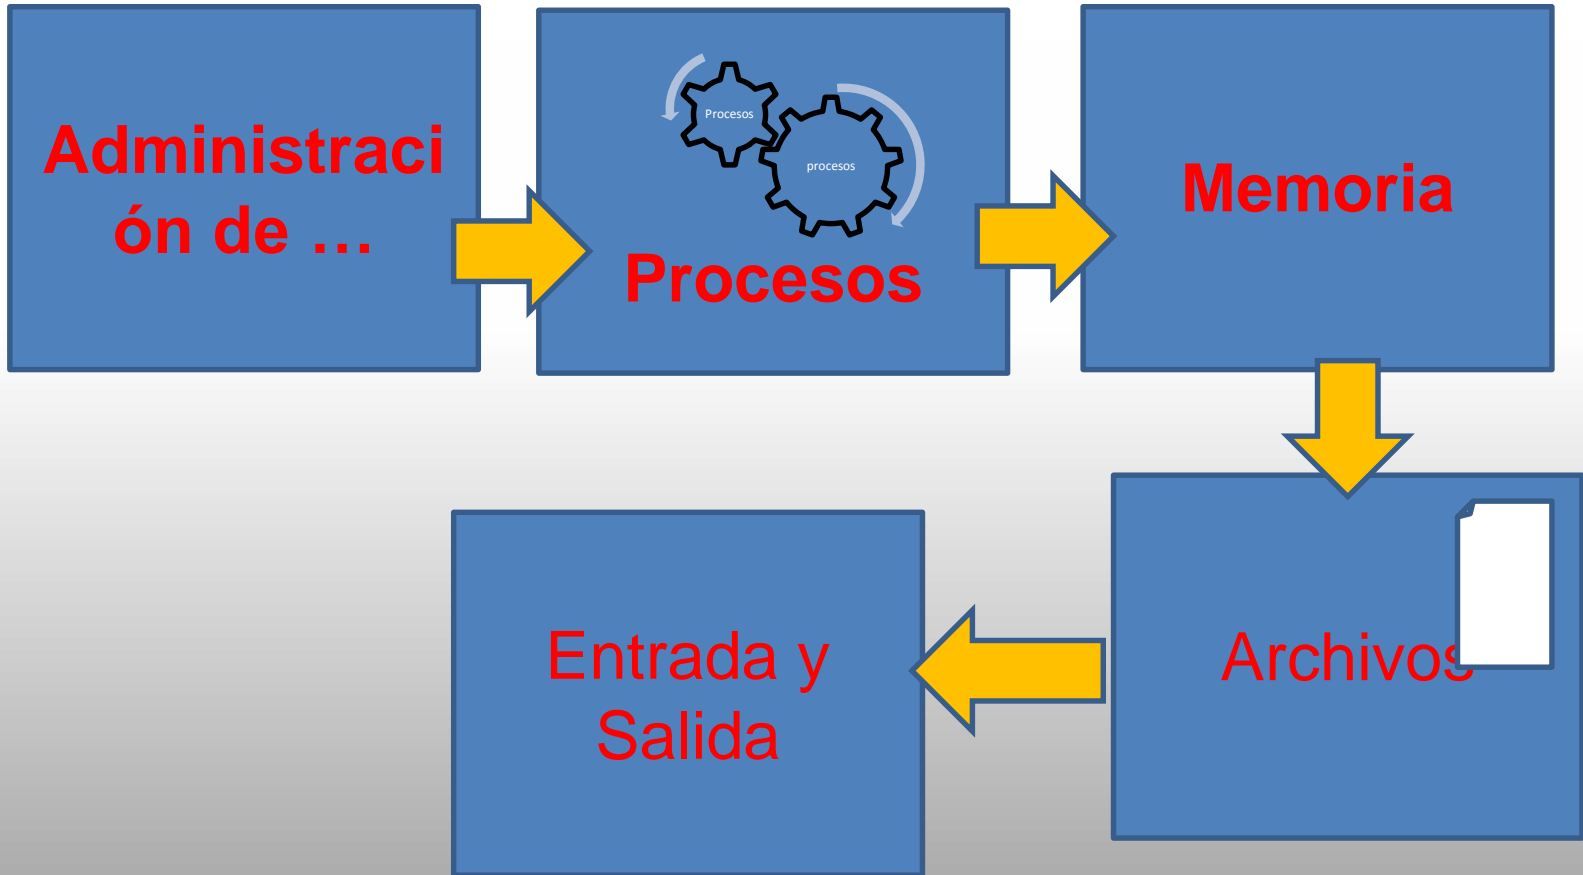 Administraci
ón de …
Procesos
procesos
Procesos
Memoria
Archivos
Entrada y
Salida